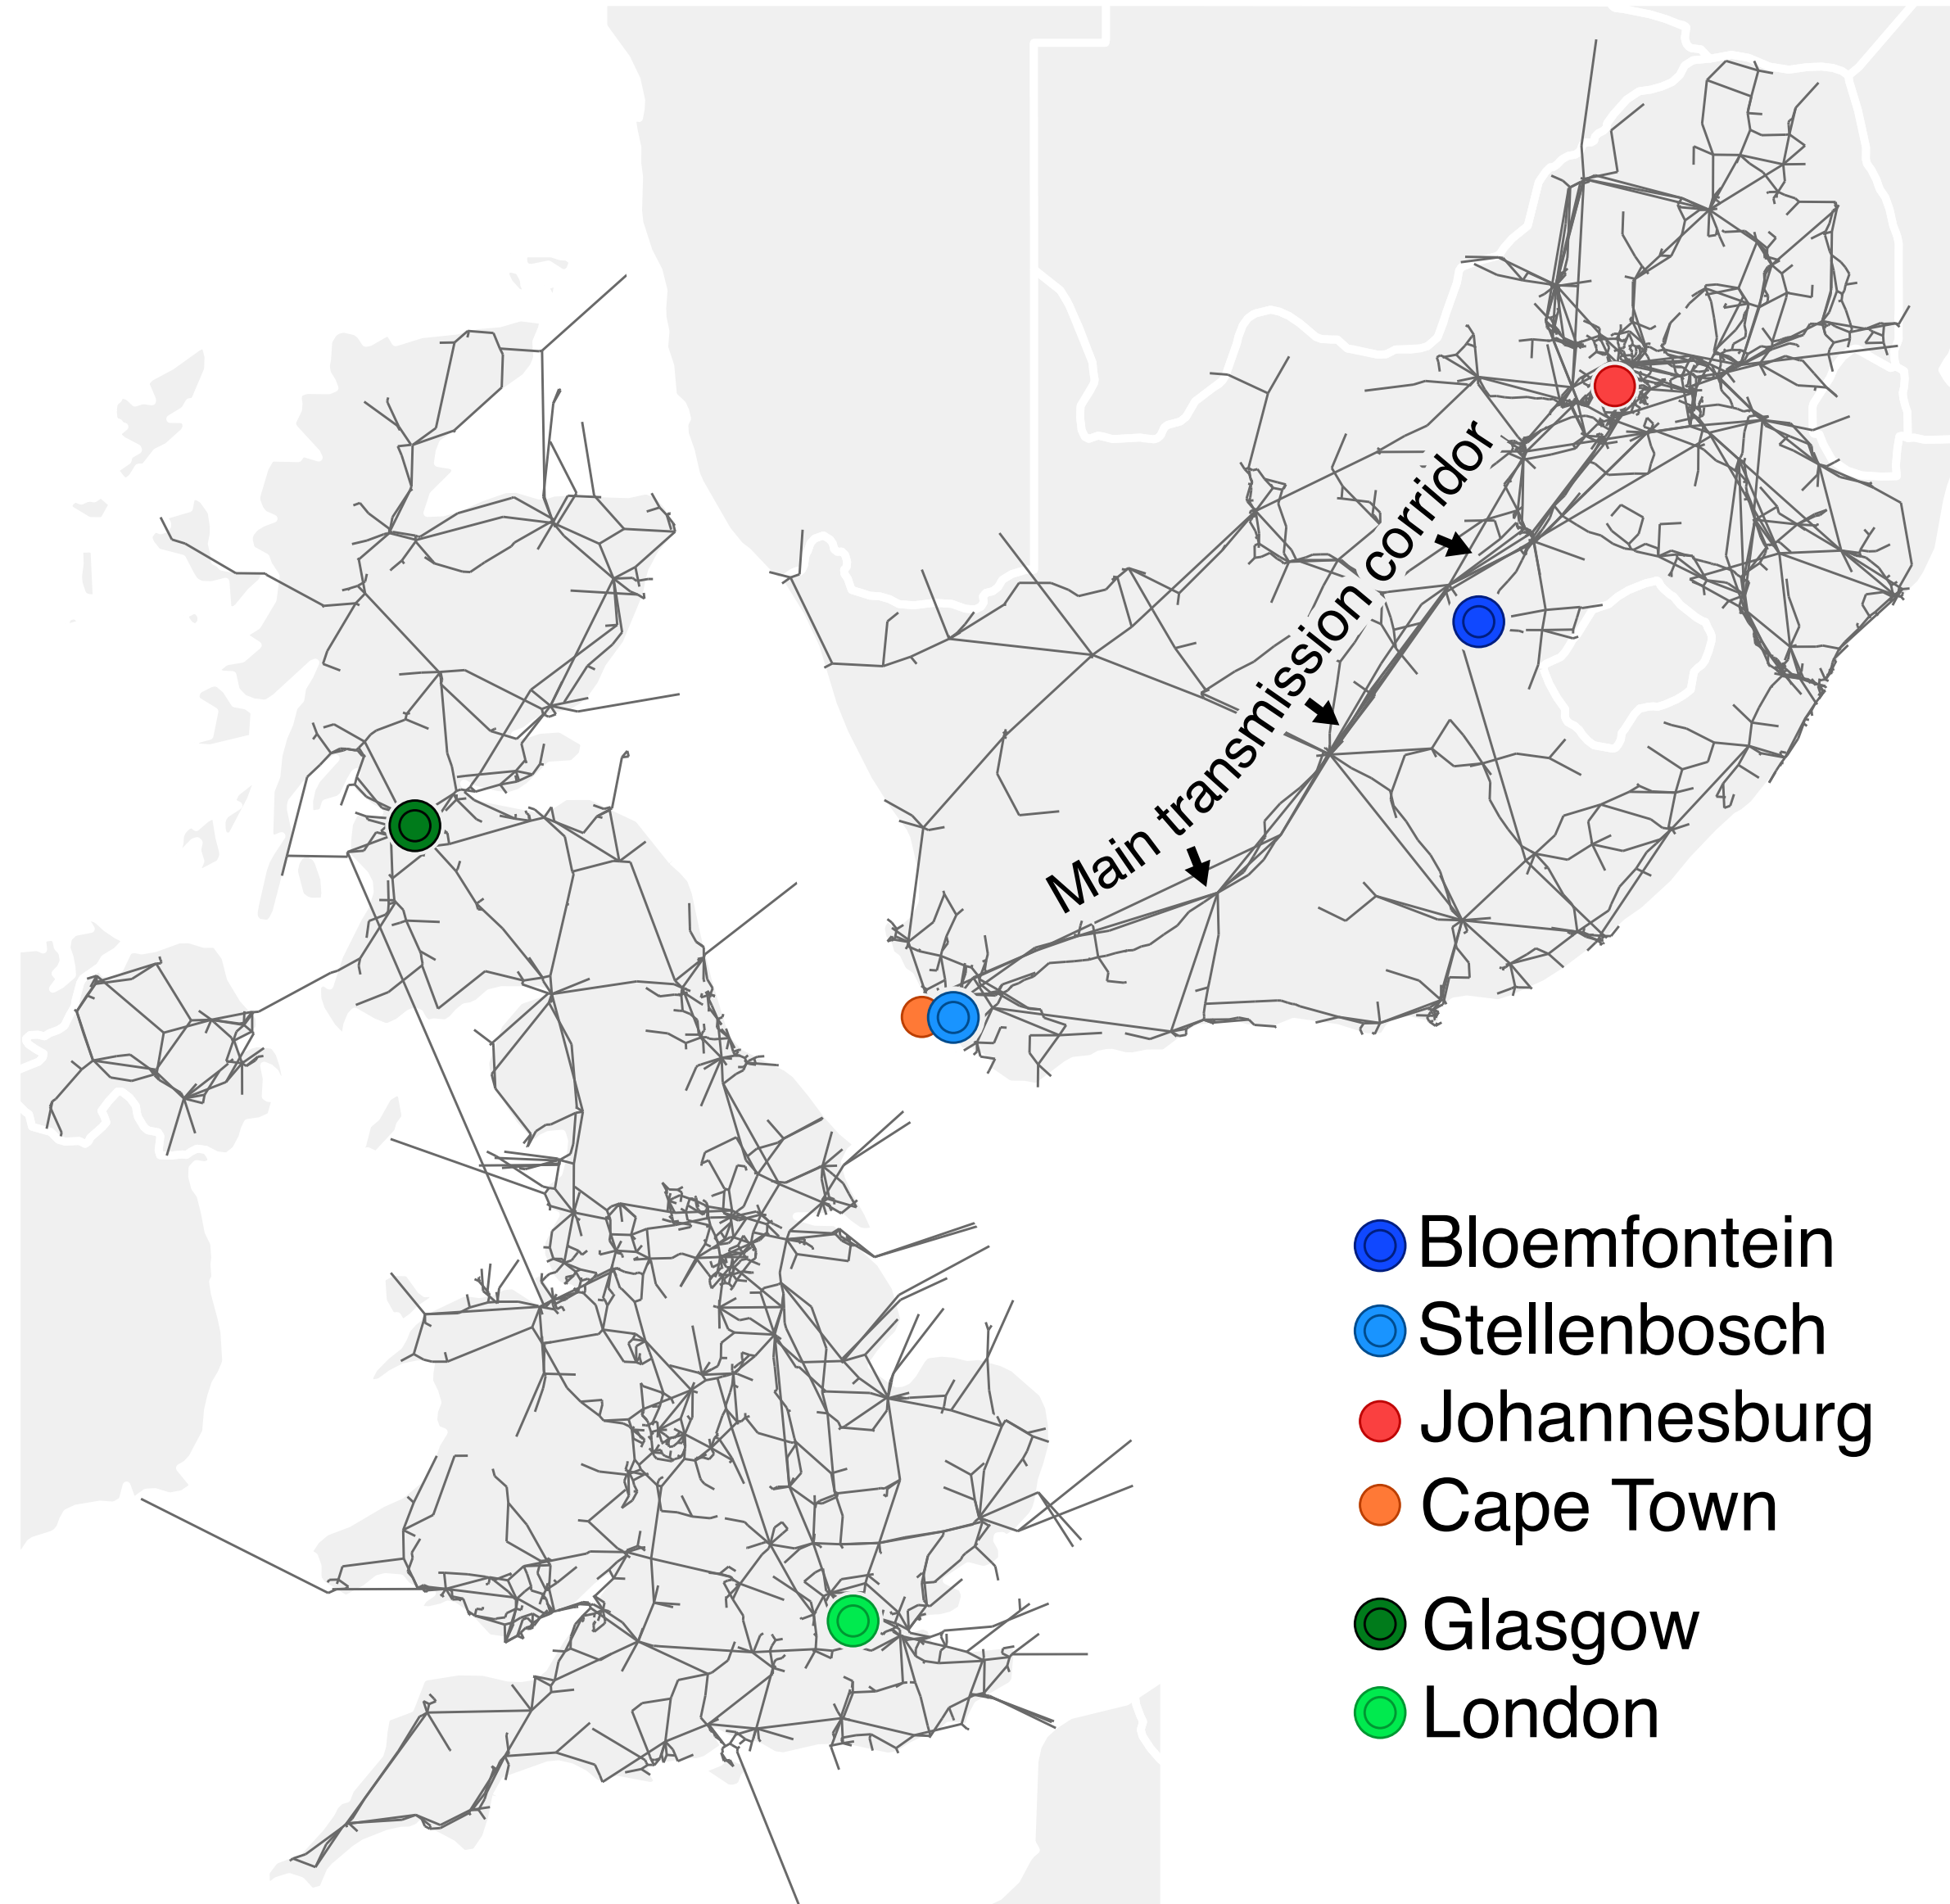 Main transmission corridor
Bloemfontein
Stellenbosch
Johannesburg
Cape Town
Glasgow
London